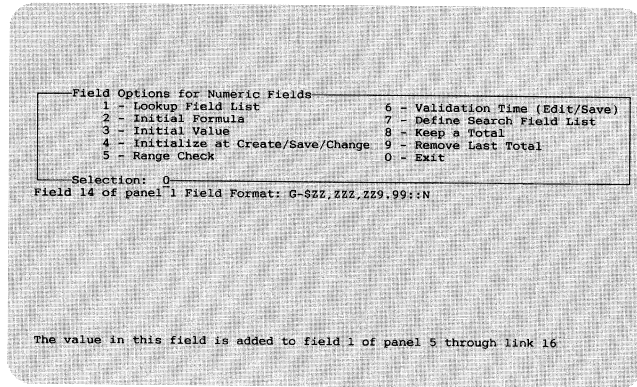 Field Options for Numeric Fields
1 - Lookup Field List
2 - Initial Formula
3 - Initial Value
4 - Initialize at Create/Save/Change
5 - Range Check
6 - Validation Time (Edit/Save)
7 - Define Search Field List
8 - Keep a Total
9 - Remove Last Total
0 - Exit
Selection: 0
Field 14 of panel 1 Field Format: G-$ZZ,ZZZ,ZZ9.99::N
The value in this field is added to field 1 of panel 5 through link 16